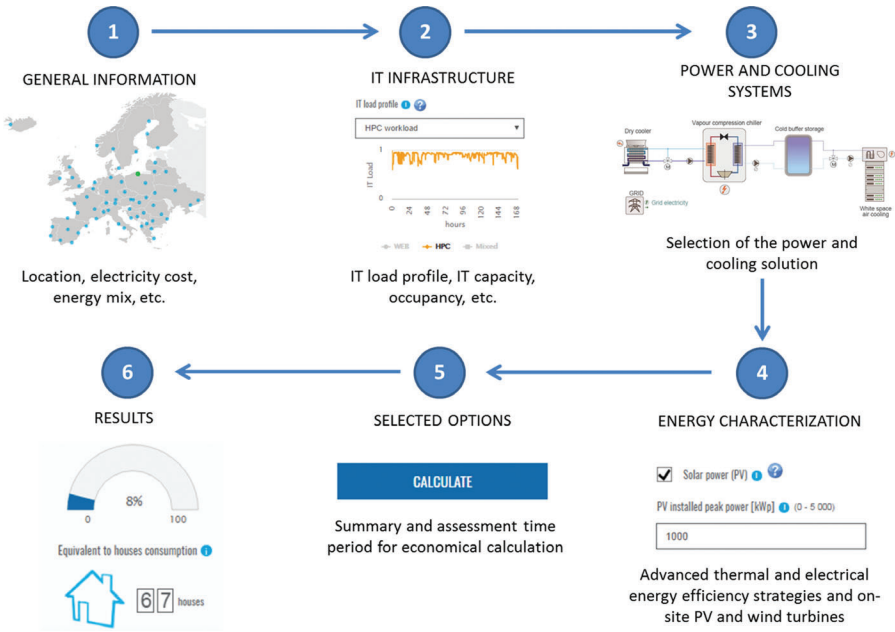 1
GENERAL INFORMATION
Location, electricity cost,
energy mix, etc.
2
IT INFRASTRUCTURE
IT load profile i ?
HPC workload
1
IT Load
0
0 24 48 72 96 120 144 168
hours
WEB HPC Mixed
IT load profile, IT capacity,
occupancy, etc.
3
POWER AND COOLING
SYSTEMS
Dry cooler
Vapour compression chiller
Cold buffer storage
M
M
GRID
Grid electricity
White space
air cooling
Selection of the power and
cooling solution
4
ENERGY CHARACTERIZATION
Solar power (PV) i ?
PV installed peak power [kWp] i (0 - 5 000)
1000
Advanced thermal and electrical
energy efficiency strategies and on-
site PV and wind turbines
5
SELECTED OPTIONS
CALCULATE
Summary and assessment time
period for economical calculation
6
RESULTS
8%
0 100
Equivalent to houses consumption i
67 houses